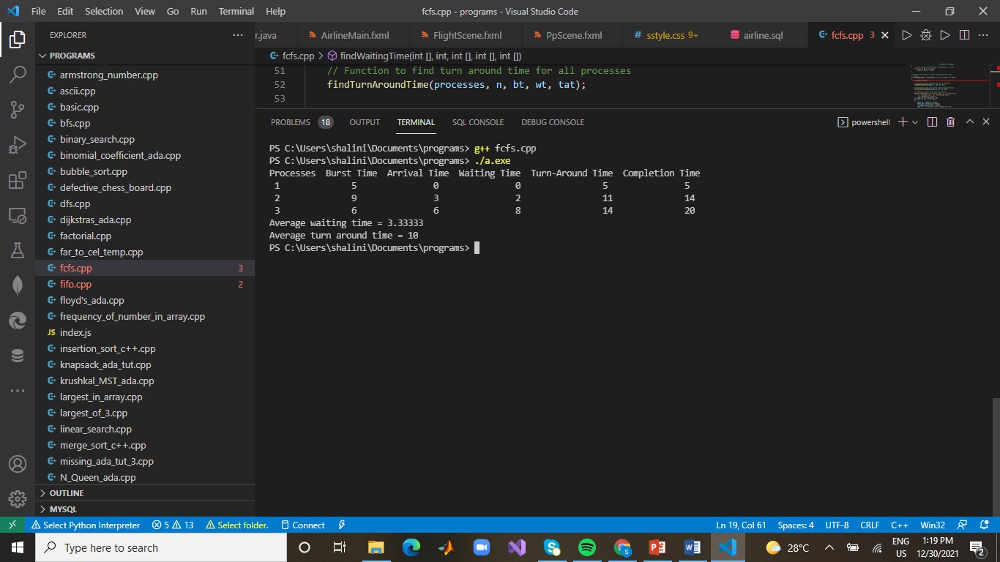 File Edit Selection View Go Run Terminal Help fcfs.cpp - programs - Visual Studio Code
EXPLORER
r.java AirlineMain.fxml FlightScene.fxml PpScene.fxml # sstyle.css 9+ airline.sql fcfs.cpp 3
PROGRAMS
armstrong_number.cpp
ascii.cpp
basic.cpp
bfs.cpp
binary_search.cpp
binomial_coefficient_ada.cpp
bubble_sort.cpp
defective_chess_board.cpp
dfs.cpp
dijkstras_ada.cpp
factorial.cpp
far_to_cel_temp.cpp
fcfs.cpp 3
fifo.cpp 2
floyd's_ada.cpp
frequency_of_number_in_array.cpp
JS index.js
insertion_sort_c++.cpp
knapsack_ada_tut.cpp
krushkal_MST_ada.cpp
largest_in_array.cpp
largest_of_3.cpp
linear_search.cpp
merge_sort_c++.cpp
missing_ada_tut_3.cpp
N_Queen_ada.cpp
OUTLINE
MYSQL
fcfs.cpp > findWaitingTime(int [], int, int [], int [], int [])
51 // Function to find turn around time for all processes
52 findTurnAroundTime(processes, n, bt, wt, tat);
53
PROBLEMS 18 OUTPUT TERMINAL SQL CONSOLE DEBUG CONSOLE powershell
PS C:\Users\shalini\Documents\programs> g++ fcfs.cpp
PS C:\Users\shalini\Documents\programs> ./a.exe
Processes Burst Time Arrival Time Waiting Time Turn-Around Time Completion Time
1 5 0 0 5 5
2 9 3 2 11 14
3 6 6 8 14 20
Average waiting time = 3.33333
Average turn around time = 10
PS C:\Users\shalini\Documents\programs>
Select Python Interpreter 5 13 Select folder. Connect Ln 19, Col 61 Spaces: 4 UTF-8 CRLF C++ Win32
Type here to search 28°C ENG US 1:19 PM 12/30/2021 2